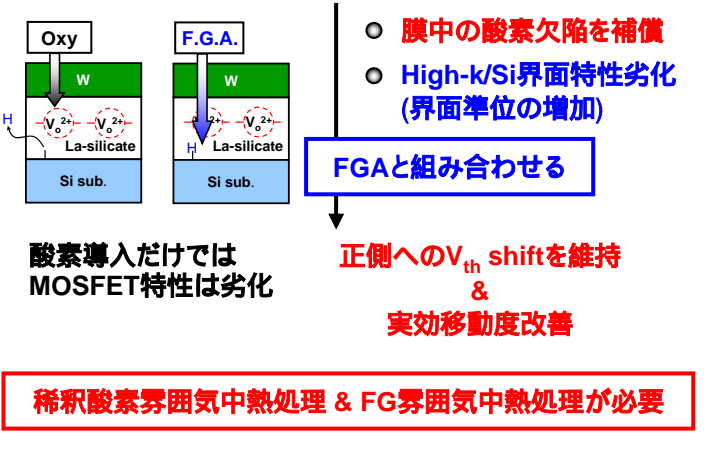 Oxy
W
Vo2+
Vo2+
H
La-silicate
Si sub.
F.G.A.
W
2+
Vo2+
H
La-silicate
Si sub.
膜中の酸素欠陥を補償
High-k/Si界面特性劣化
(界面準位の増加)
FGAと組み合わせる
酸素導入だけでは
MOSFET特性は劣化
正側へのVth shiftを維持
&
実効移動度改善
稀釈酸素雰囲気中熱処理 & FG雰囲気中熱処理が必要